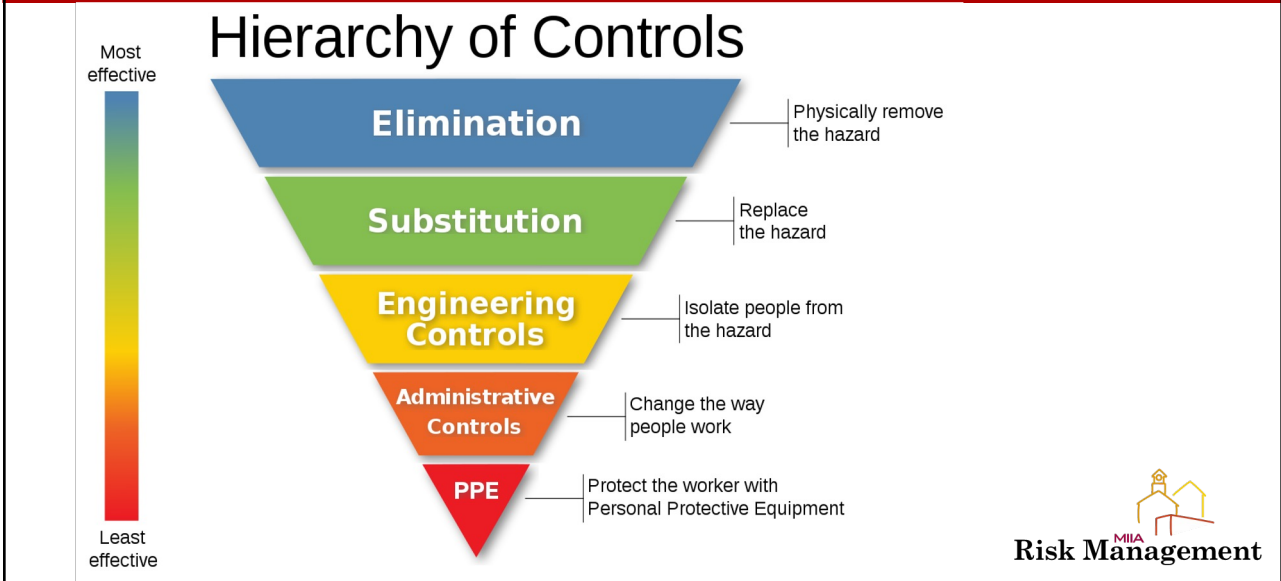 Hierarchy of Controls
Most
effective
Elimination
Physically remove
the hazard
Substitution
Replace
the hazard
Engineering
Controls
Isolate people from
the hazard
Administrative
Controls
Change the way
people work
PPE
Protect the worker with
Personal Protective Equipment
Least
effective
MIIA
Risk Management